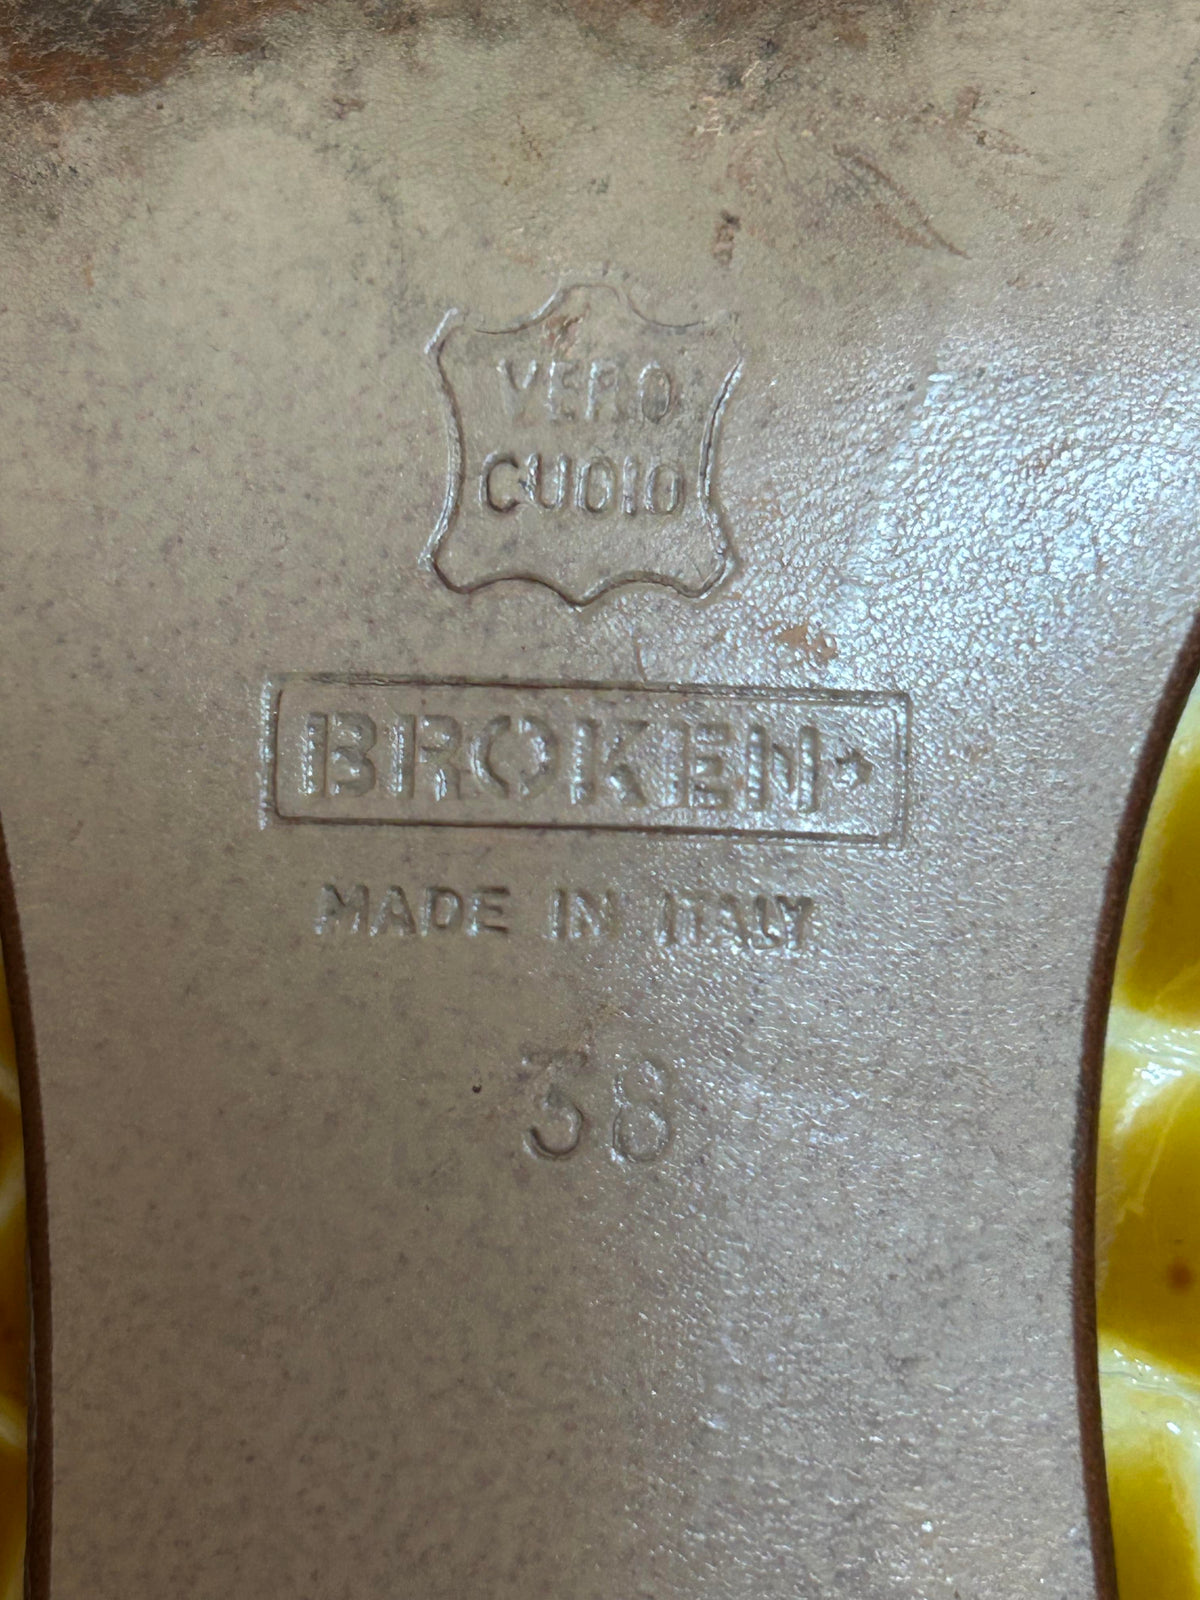 VERO
CUOIO
BROKEN→
MADE IN ITALY
38